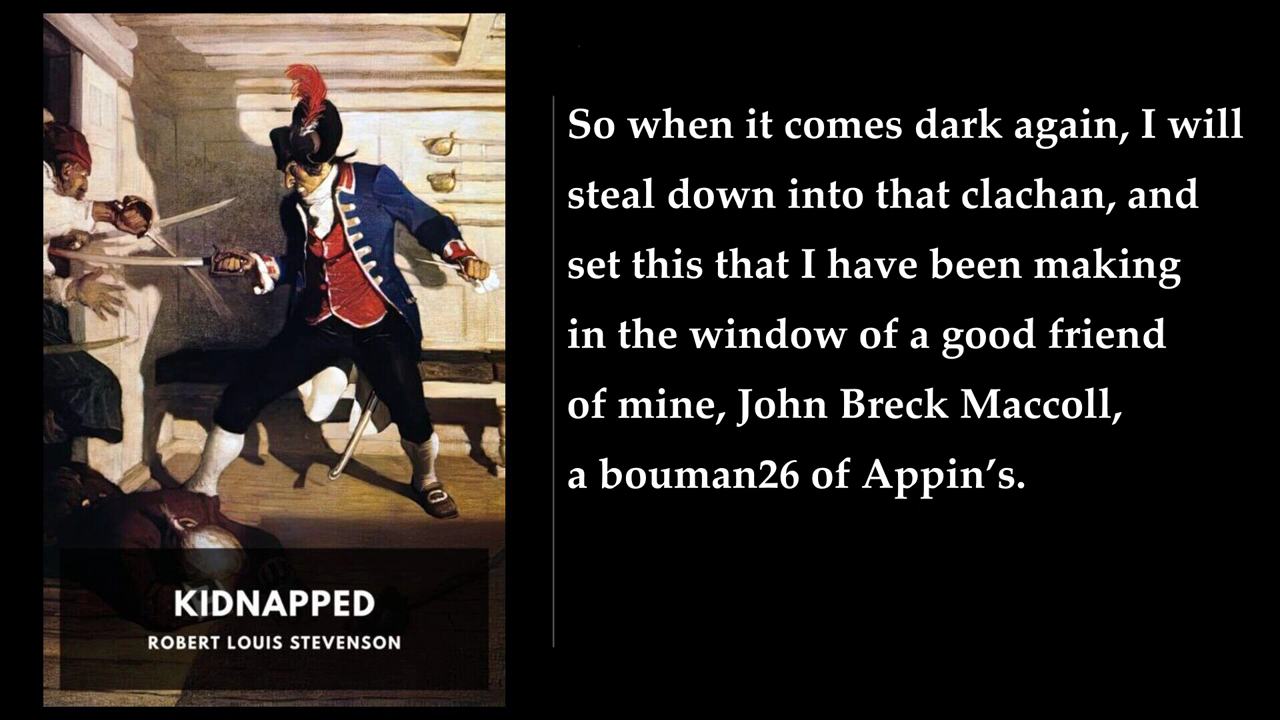 KIDNAPPED
ROBERT LOUIS STEVENSON
So when it comes dark again, I will
steal down into that clachan, and
set this that I have been making
in the window of a good friend
of mine, John Breck Maccoll,
a bouman26 of Appin’s.